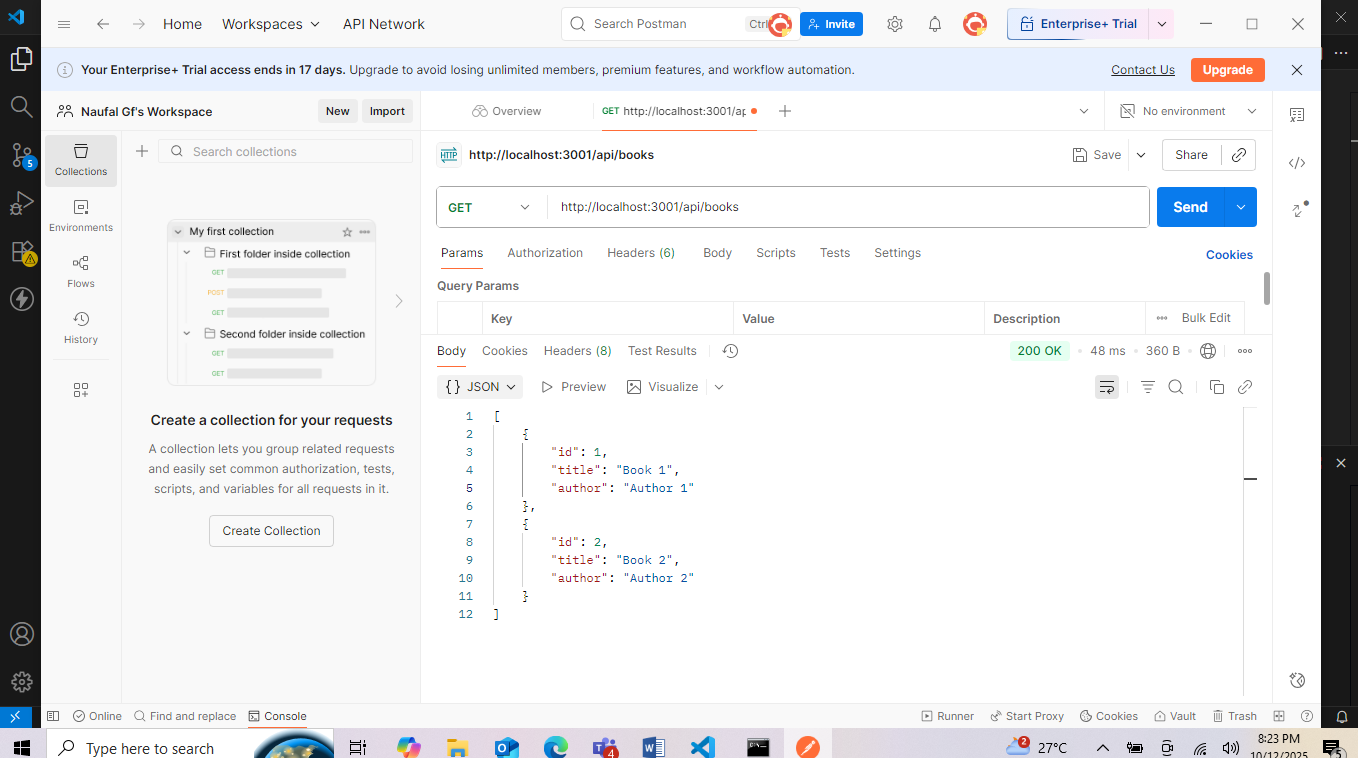 Home Workspaces API Network Search Postman Ctrl Invite Enterprise+ Trial
Your Enterprise+ Trial access ends in 17 days. Upgrade to avoid losing unlimited members, premium features, and workflow automation. Contact Us Upgrade
Naufal Gf's Workspace New Import Overview GET http://localhost:3001/ap No environment
Collections
Search collections
http://localhost:3001/api/books Save Share
Environments
GET http://localhost:3001/api/books Send
Flows
History
My first collection
First folder inside collection
GET
POST
GET
Second folder inside collection
GET
GET
Create a collection for your requests
A collection lets you group related requests
and easily set common authorization, tests,
scripts, and variables for all requests in it.
Create Collection
Params Authorization Headers (6) Body Scripts Tests Settings Cookies
Query Params
Key Value Description Bulk Edit
Body Cookies Headers (8) Test Results 200 OK 48 ms 360 B
{} JSON Preview Visualize
1 [
2 {
3 "id": 1,
4 "title": "Book 1",
5 "author": "Author 1"
6 },
7 {
8 "id": 2,
9 "title": "Book 2",
10 "author": "Author 2"
11 }
12 ]
5
Online Find and replace Console Runner Start Proxy Cookies Vault Trash
Type here to search 4 2 27°C 8:23 PM
10/12/2025 5